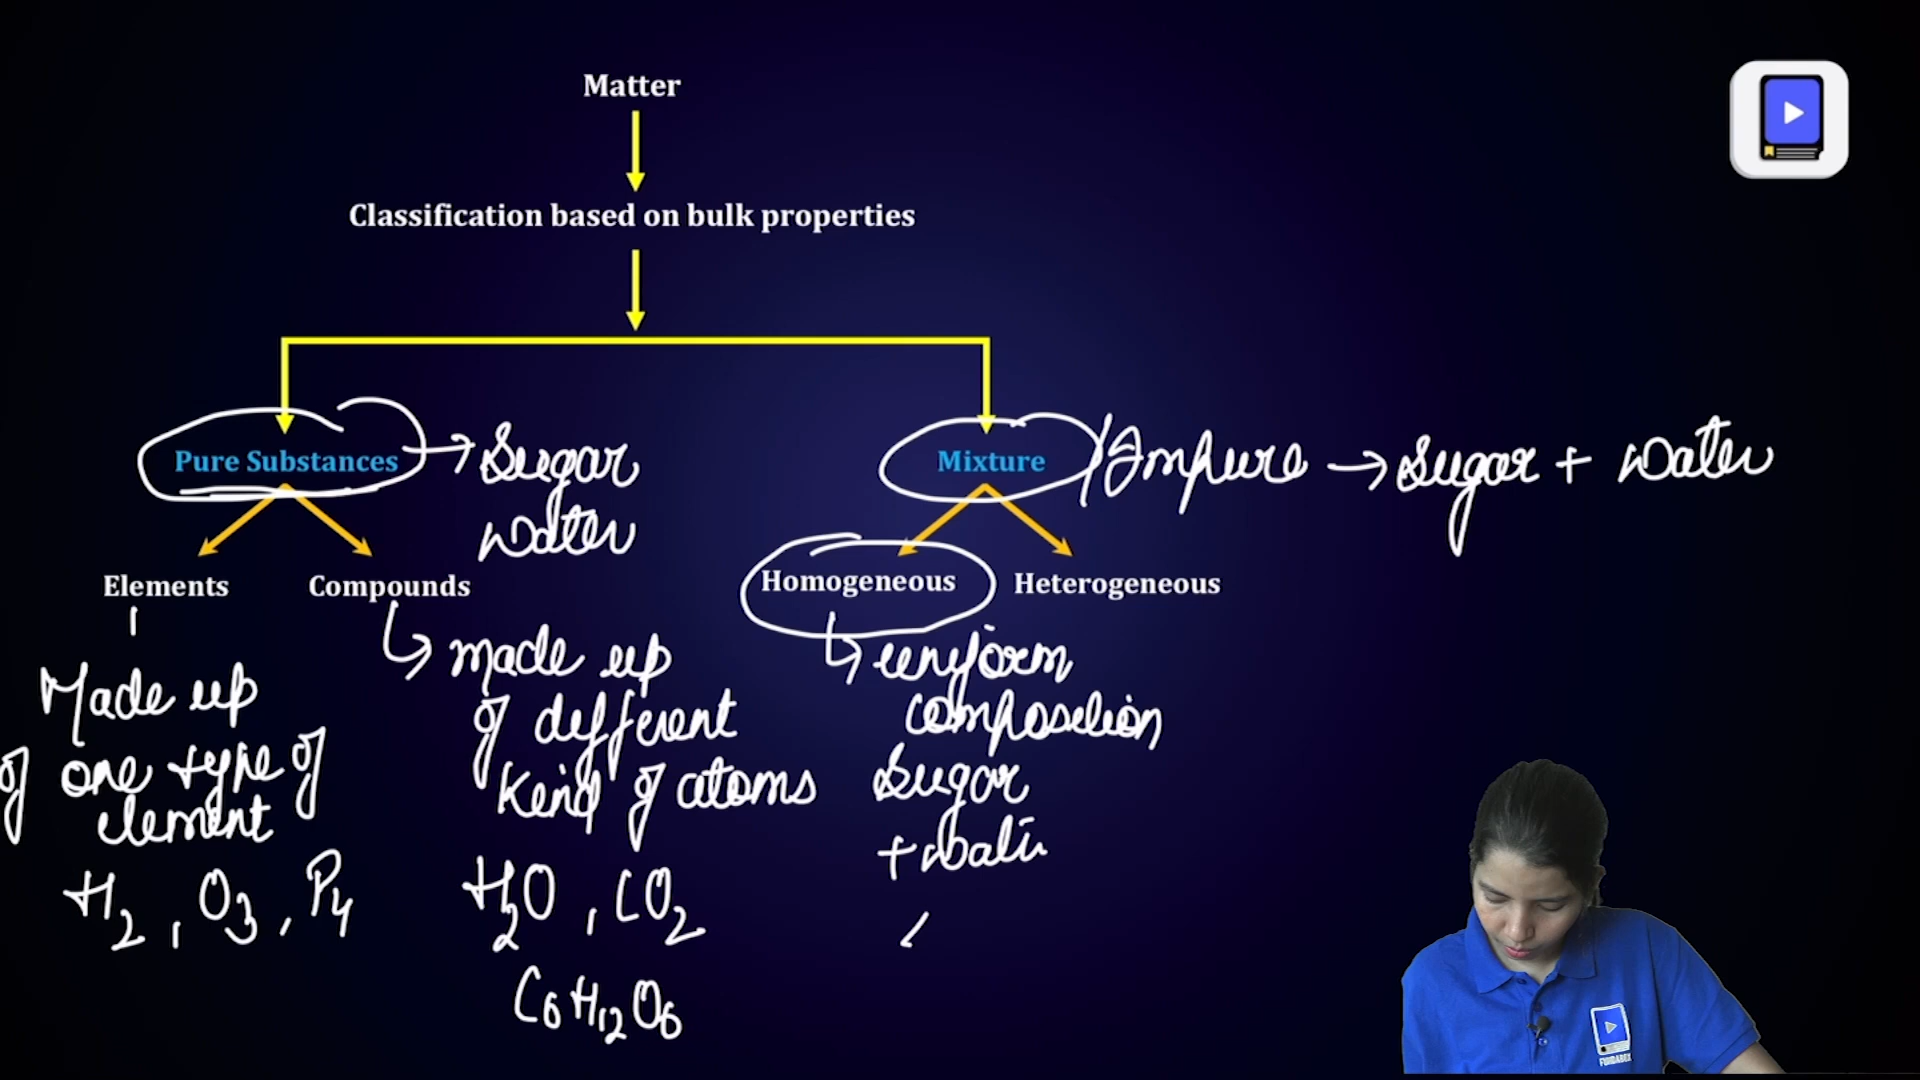 Matter
Classification based on bulk properties
Pure Substances → Sugar
Water
Mixture / Impure → Sugar + Water
Elements
Compounds
Homogeneous
Heterogeneous
Made up
of one type of
element
H₂, O₃, P₄
made up
of different
kind of atoms
H₂O, CO₂
C₆H₁₂O₆
uniform
composition
Sugar
FUNDABOX